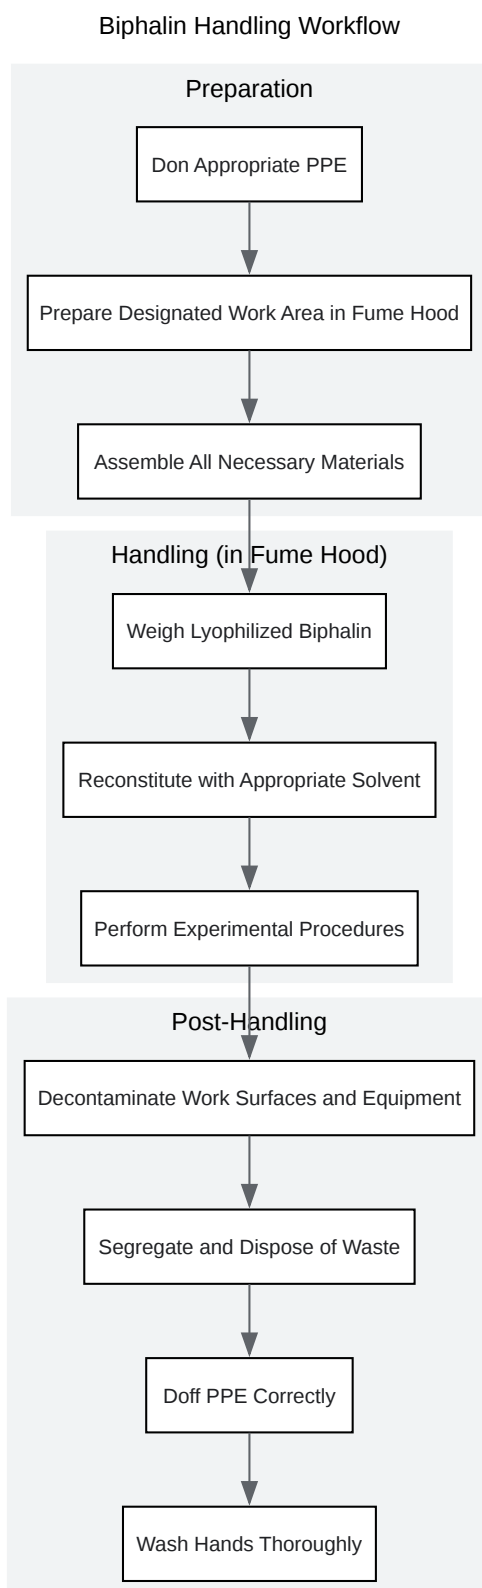 Biphalin Handling Workflow
Preparation
Don Appropriate PPE
Prepare Designated Work Area in Fume Hood
Assemble All Necessary Materials
Handling (in Fume Hood)
Weigh Lyophilized Biphalin
Reconstitute with Appropriate Solvent
Perform Experimental Procedures
Post-Handling
Decontaminate Work Surfaces and Equipment
Segregate and Dispose of Waste
Doff PPE Correctly
Wash Hands Thoroughly